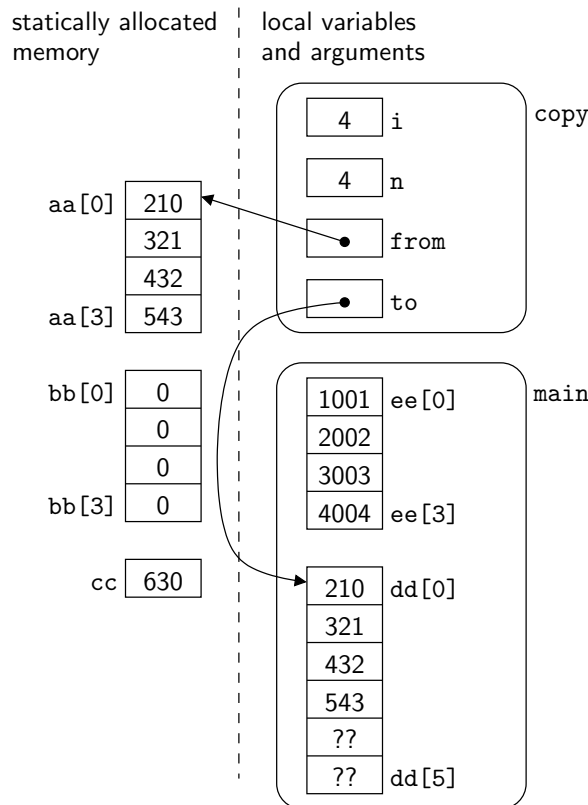 statically allocated
memory
local variables
and arguments
copy
4 i
4 n
from
to
aa[0] 210
321
432
aa[3] 543
bb[0] 0
0
0
bb[3] 0
cc 630
main
1001 ee[0]
2002
3003
4004 ee[3]
210 dd[0]
321
432
543
??
?? dd[5]